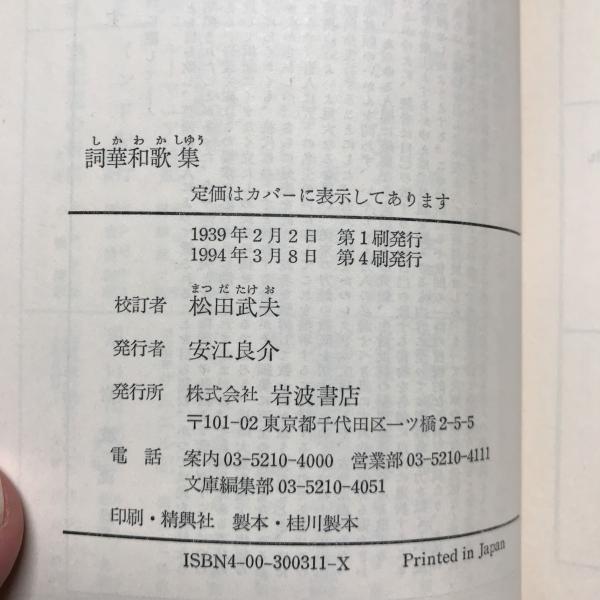 しかわかしゆう
詞華和歌集
定価はカバーに表示してあります
1939年2月2日 第1刷発行
1994年3月8日 第4刷発行
まつだたけお
校訂者 松田武夫
発行者 安江良介
発行所 株式会社 岩波書店
〒101-02 東京都千代田区一ツ橋2-5-5
電話 案内03-5210-4000 営業部03-5210-4111
文庫編集部03-5210-4051
印刷・精興社 製本・桂川製本
ISBN4-00-300311-X Printed in Japan